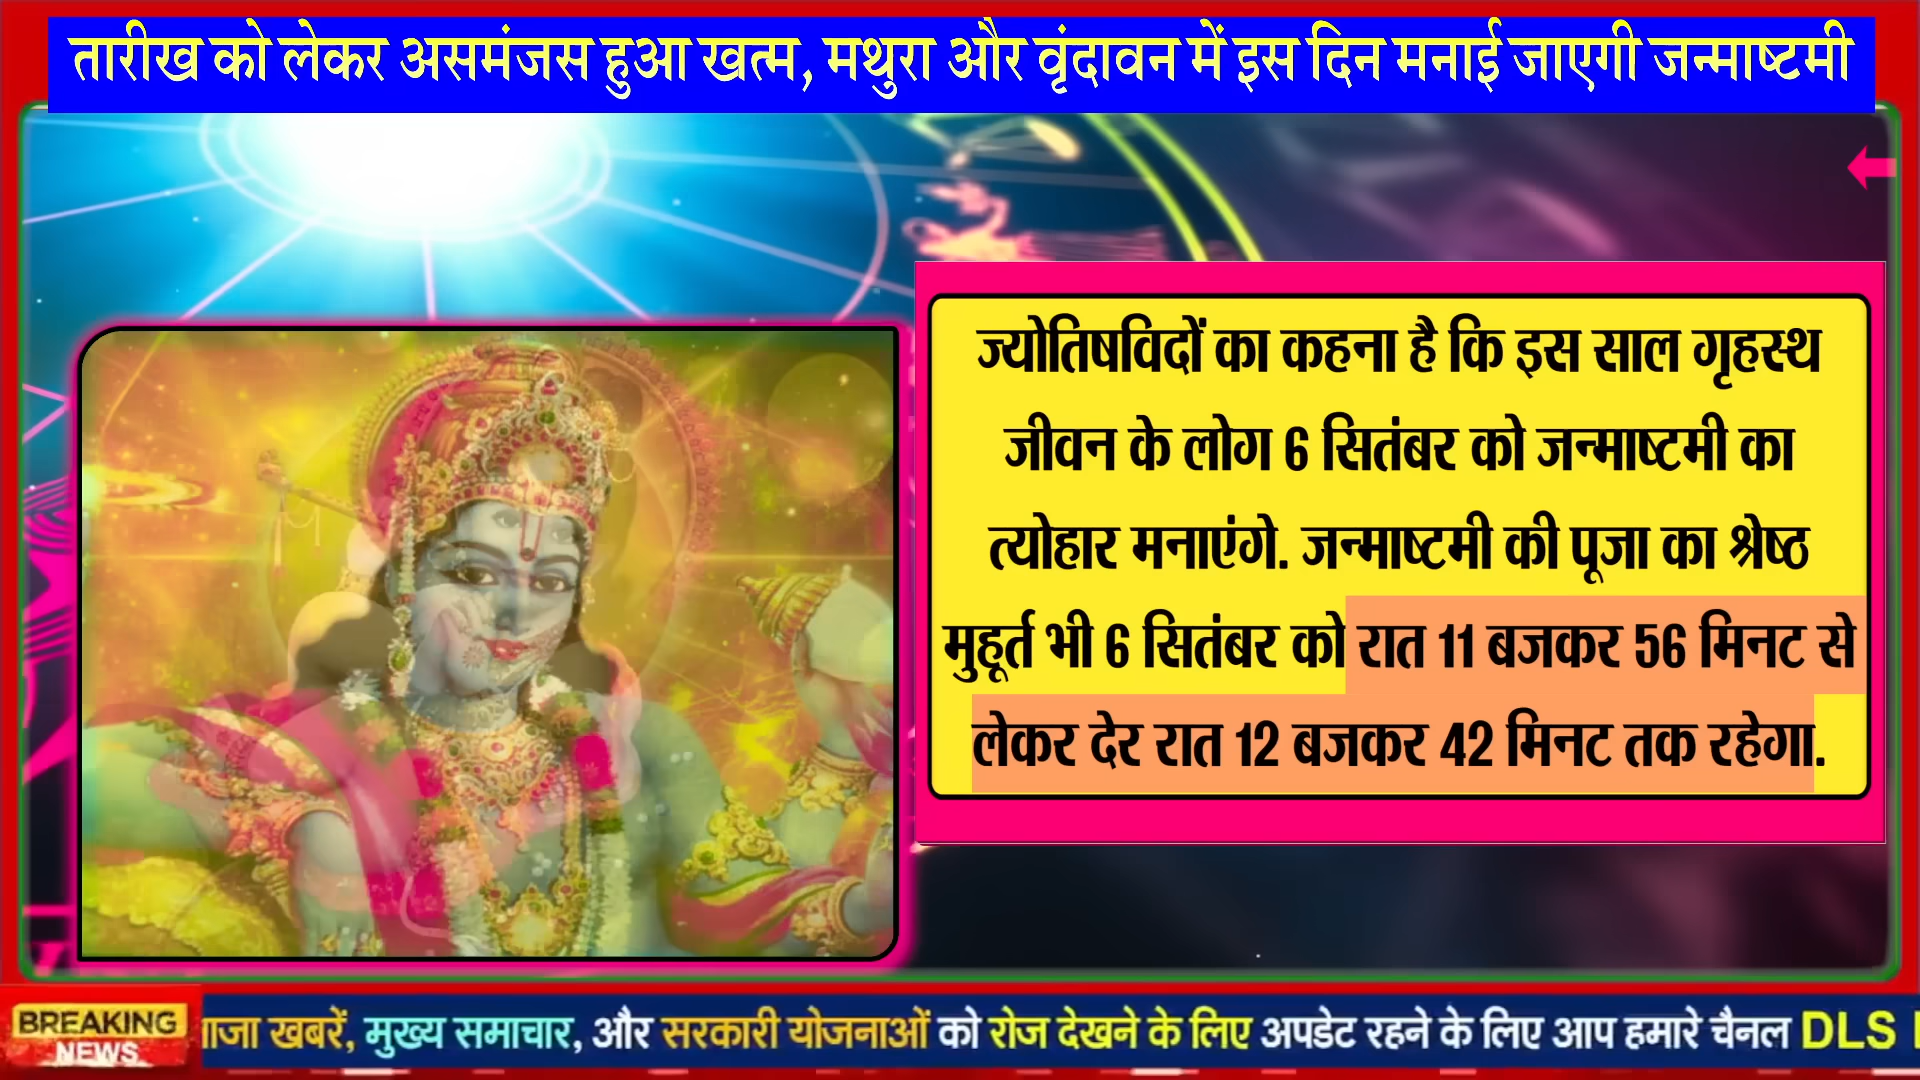 तारीख को लेकर असमंजस हुआ खत्म, मथुरा और वृंदावन में इस दिन मनाई जाएगी जन्माष्टमी
ज्योतिषविदों का कहना है कि इस साल गृहस्थ
जीवन के लोग 6 सितंबर को जन्माष्टमी का
त्योहार मनाएंगे. जन्माष्टमी की पूजा का श्रेष्ठ
मुहूर्त भी 6 सितंबर को रात 11 बजकर 56 मिनट से
लेकर देर रात 12 बजकर 42 मिनट तक रहेगा.
BREAKING
NEWS
खबरें, मुख्य समाचार, और सरकारी योजनाओं को रोज देखने के लिए अपडेट रहने के लिए आप हमारे चैनल DLS